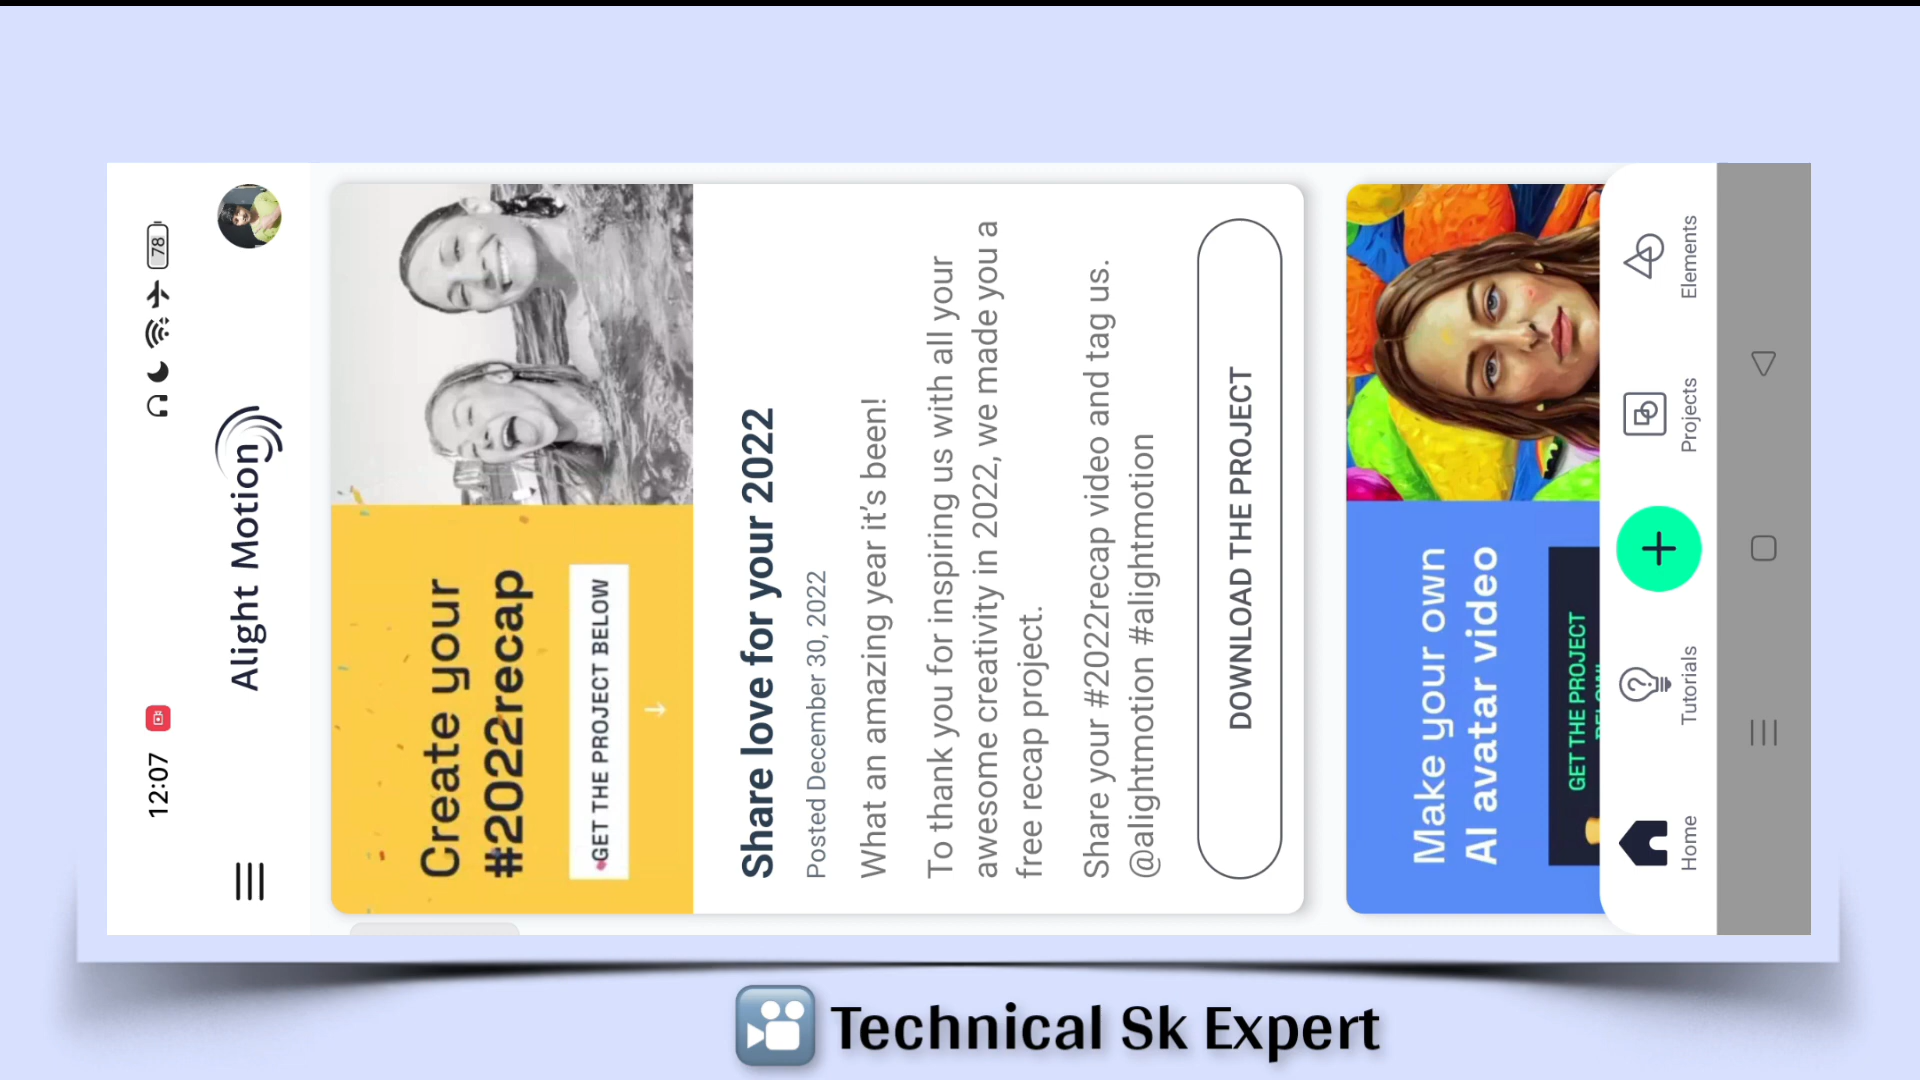 12:07
78
Alight Motion
Create your
#2022recap
GET THE PROJECT BELOW
Share love for your 2022
Posted December 30, 2022
What an amazing year it's been!
To thank you for inspiring us with all your
awesome creativity in 2022, we made you a
free recap project.
Share your #2022recap video and tag us.
@alightmotion #alightmotion
DOWNLOAD THE PROJECT
Make your own
AI avatar video
GET THE PROJECT
Home
Tutorials
Projects
Elements
Technical Sk Expert